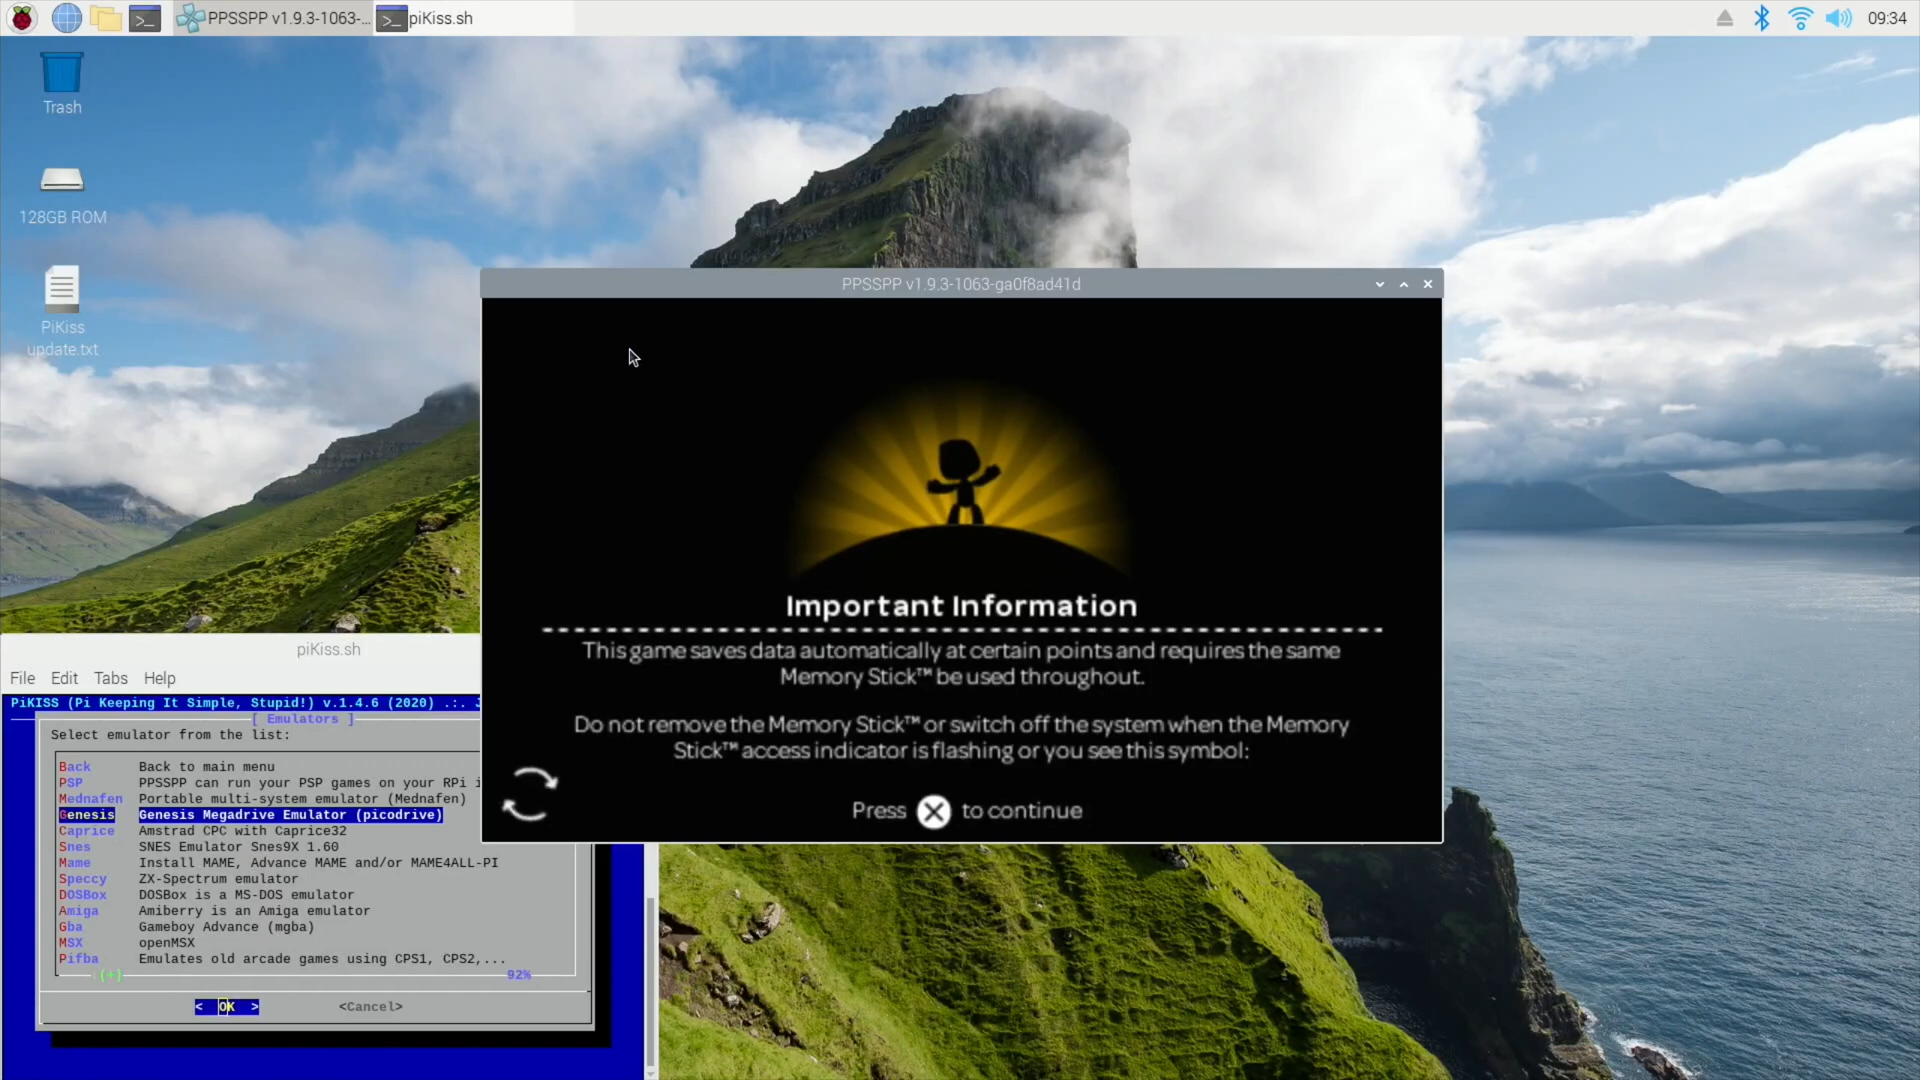 PPSSPP v1.9.3-1063-...
piKiss.sh
09:34
Trash
128GB ROM
PiKiss
update.txt
PPSSPP v1.9.3-1063-ga0f8ad41d
Important Information
This game saves data automatically at certain points and requires the same
Memory Stick™ be used throughout.
Do not remove the Memory Stick™ or switch off the system when the Memory
Stick™ access indicator is flashing or you see this symbol:
Press X to continue
piKiss.sh
File Edit Tabs Help
PiKISS (Pi Keeping It Simple, Stupid!) v.1.4.6 (2020) .:.
[ Emulators ]
Select emulator from the list:
Back Back to main menu
PSP PPSSPP can run your PSP games on your RPi
Mednafen Portable multi-system emulator (Mednafen)
Genesis Genesis Megadrive Emulator (picodrive)
Caprice Amstrad CPC with Caprice32
Snes SNES Emulator Snes9X 1.60
Mame Install MAME, Advance MAME and/or MAME4ALL-PI
Speccy ZX-Spectrum emulator
DOSBox DOSBox is a MS-DOS emulator
Amiga Amiberry is an Amiga emulator
Gba Gameboy Advance (mgba)
MSX openMSX
Pifba Emulates old arcade games using CPS1, CPS2,...
(+) 92%
< OK > <Cancel>